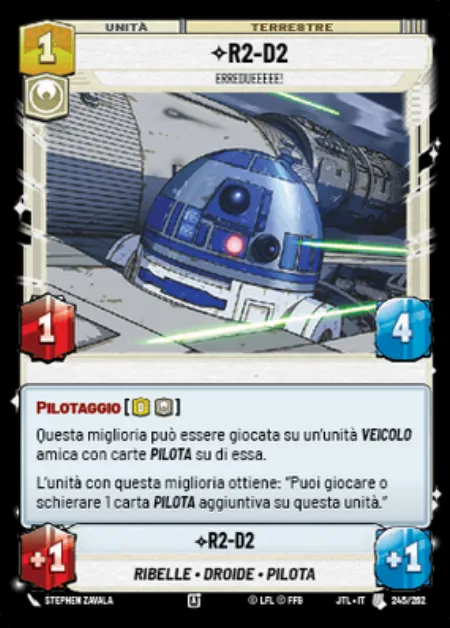 1
UNITÀ
TERRESTRE
R2-D2
ERREDUEEEEE!
1
4
PILOTAGGIO [ ]
Questa miglioria può essere giocata su un'unità VEICOLO
amica con carte PILOTA su di essa.
L'unità con questa miglioria ottiene: "Puoi giocare o
schierare 1 carta PILOTA aggiuntiva su questa unità."
+1
R2-D2
+1
RIBELLE • DROIDE • PILOTA
STEPHEN ZAVALA
© LFL © FFG
JTL • IT
245/262